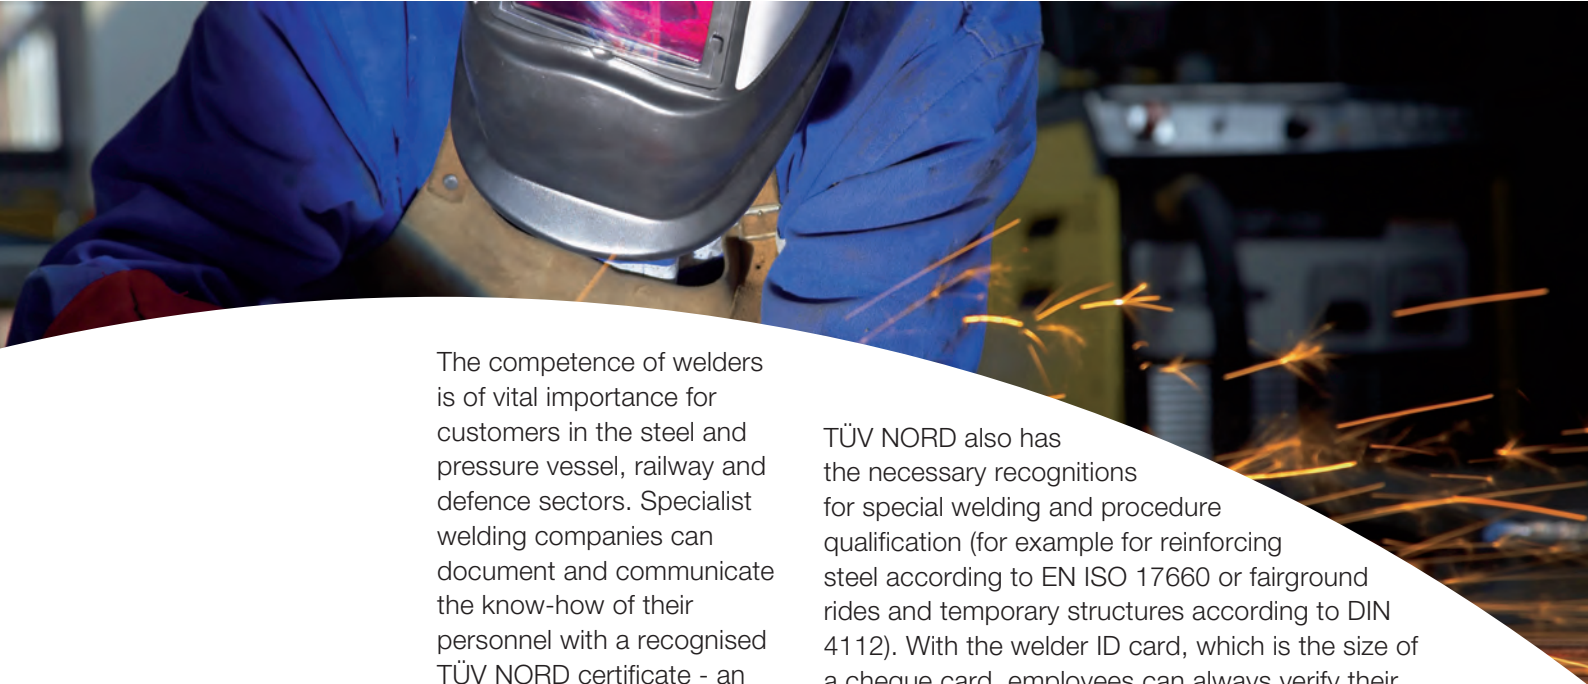 The competence of welders
is of vital importance for
customers in the steel and
pressure vessel, railway and
defence sectors. Specialist
welding companies can
document and communicate
the know-how of their
personnel with a recognised
TÜV NORD certificate - an
TÜV NORD also has
the necessary recognitions
for special welding and procedure
qualification (for example for reinforcing
steel according to EN ISO 17660 or fairground
rides and temporary structures according to DIN
4112). With the welder ID card, which is the size of
a cheque card, employees can always verify their